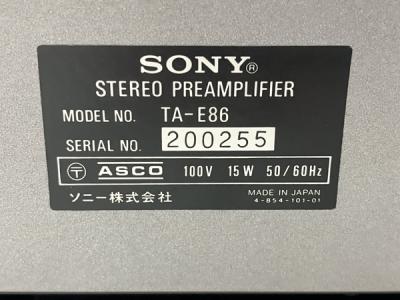 SONY®
STEREO PREAMPLIFIER
MODEL NO. TA-E86
SERIAL NO. 200255
〒 ASCO 100V 15W 50/60Hz
ソニー株式会社 MADE IN JAPAN
4-854-101-01